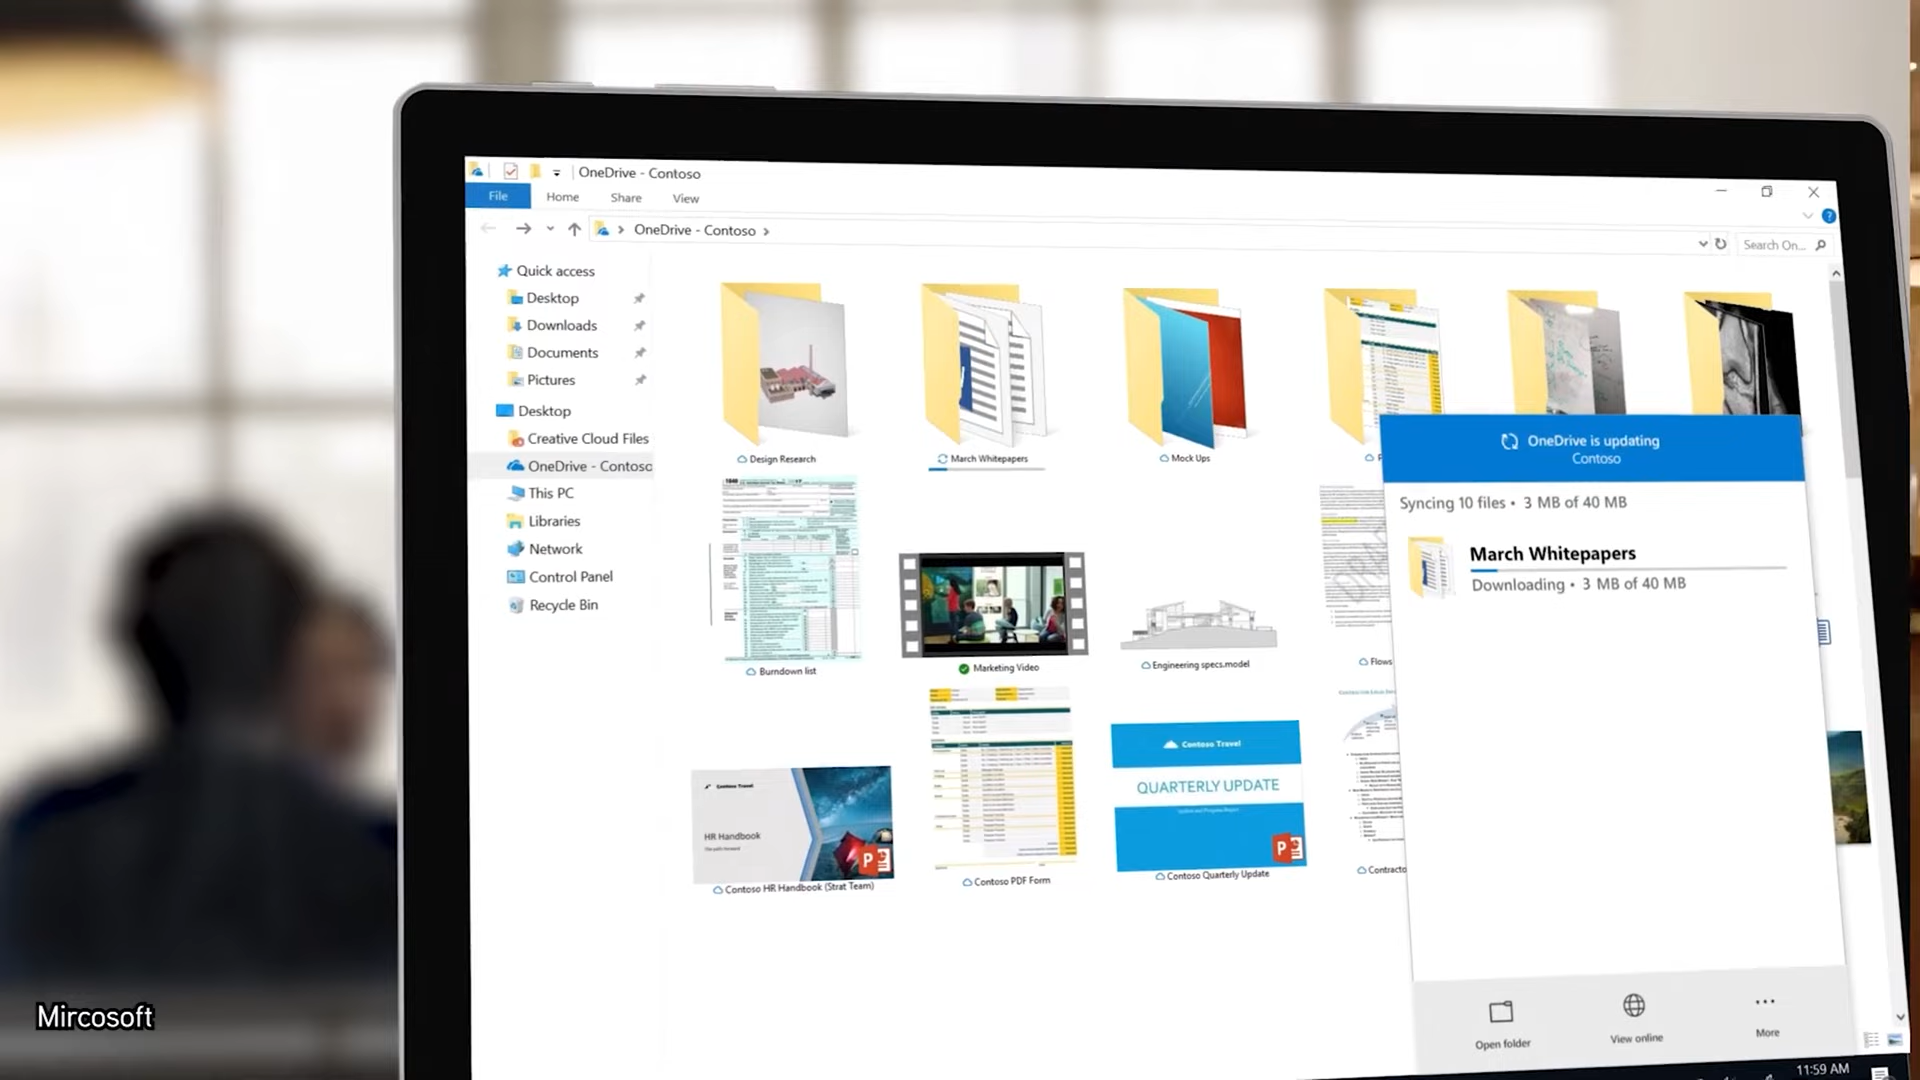 OneDrive - Contoso
File Home Share View
OneDrive - Contoso
Search On...
Quick access
Desktop
Downloads
Documents
Pictures
Desktop
Creative Cloud Files
OneDrive - Contoso
This PC
Libraries
Network
Control Panel
Recycle Bin
Design Research
March Whitepapers
Mock Ups
1040
Burndown list
Marketing Video
Engineering specs.model
Flows
Contoso Travel
HR Handbook
Contoso HR Handbook (Strat Team)
Contoso PDF Form
Contoso Travel
QUARTERLY UPDATE
Contoso Quarterly Update
Contracto
OneDrive is updating
Contoso
Syncing 10 files • 3 MB of 40 MB
March Whitepapers
Downloading • 3 MB of 40 MB
Open folder
View online
More
11:59 AM
Mircosoft